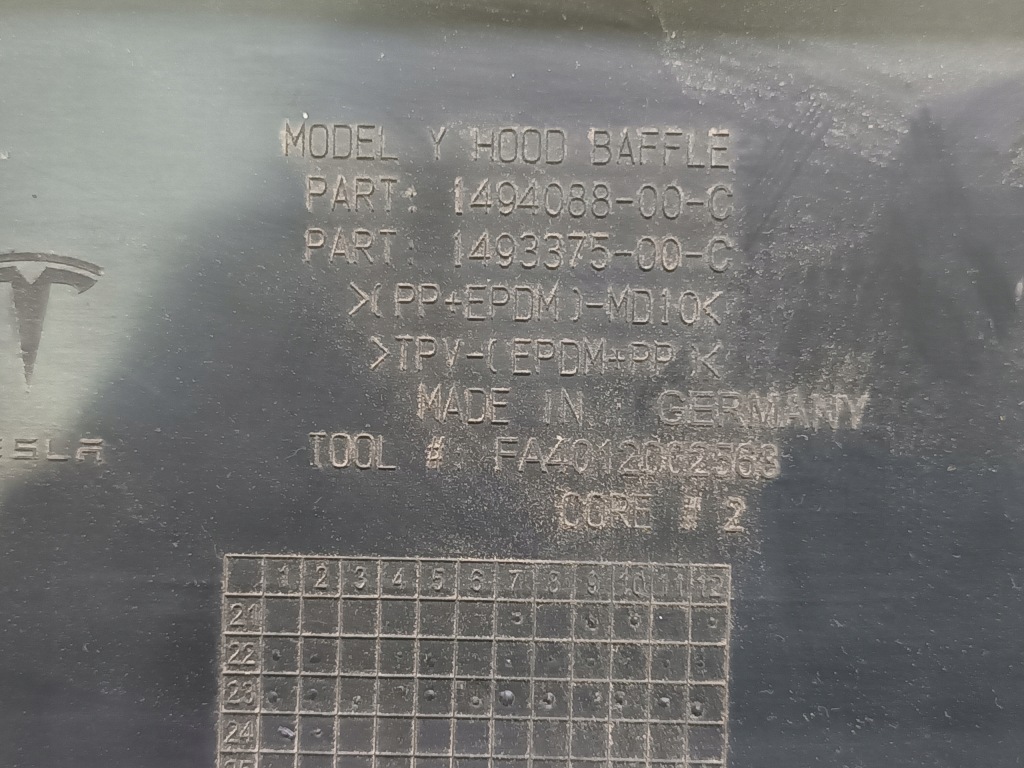 MODEL Y HOOD BAFFLE
PART: 1494088-00-C
PART: 1493375-00-C
>(PP+EPDM)-MD10<
>TPV-(EPDM+PP)<
MADE IN GERMANY
TOOL #: FA4012002563
CORE # 2
1 2 3 4 5 6 7 8 9 10 11 12
21
22
23
24